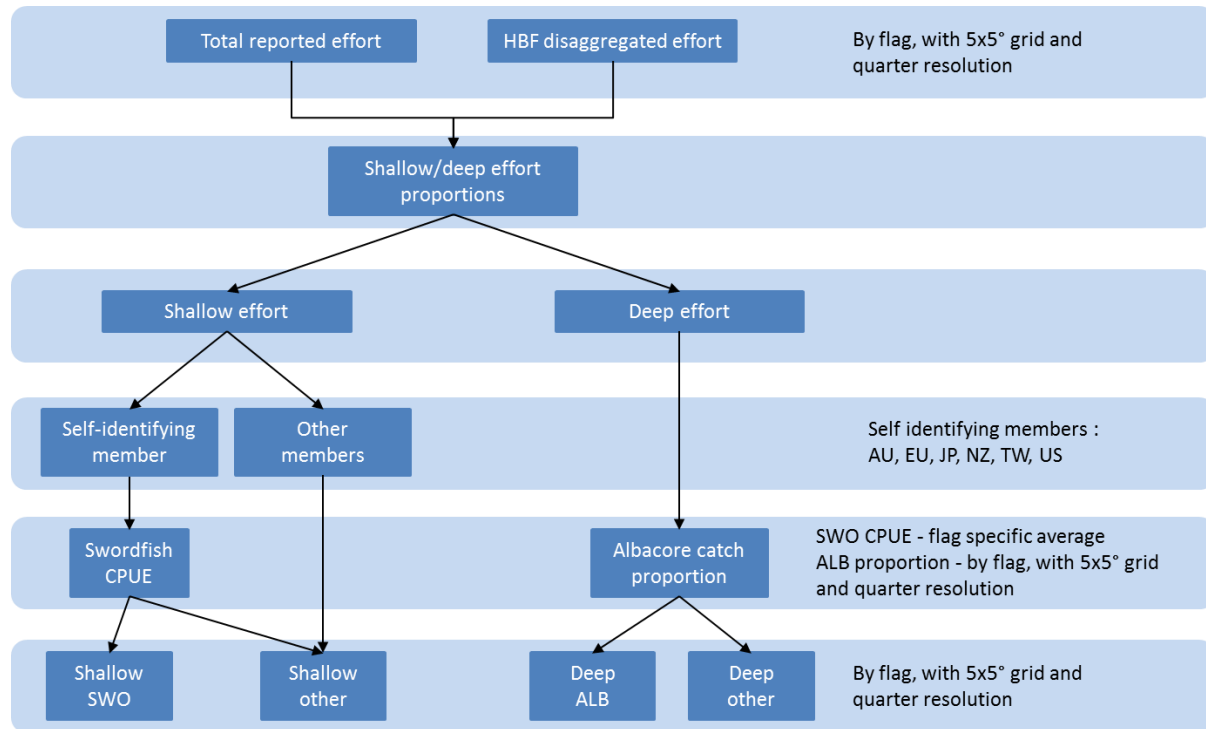 Total reported effort
HBF disaggregated effort
By flag, with 5x5° grid and
quarter resolution
Shallow/deep effort
proportions
Shallow effort
Deep effort
Self-identifying
member
Other
members
Self identifying members :
AU, EU, JP, NZ, TW, US
Swordfish
CPUE
Albacore catch
proportion
SWO CPUE - flag specific average
ALB proportion - by flag, with 5x5° grid
and quarter resolution
Shallow
SWO
Shallow
other
Deep
ALB
Deep
other
By flag, with 5x5° grid and
quarter resolution